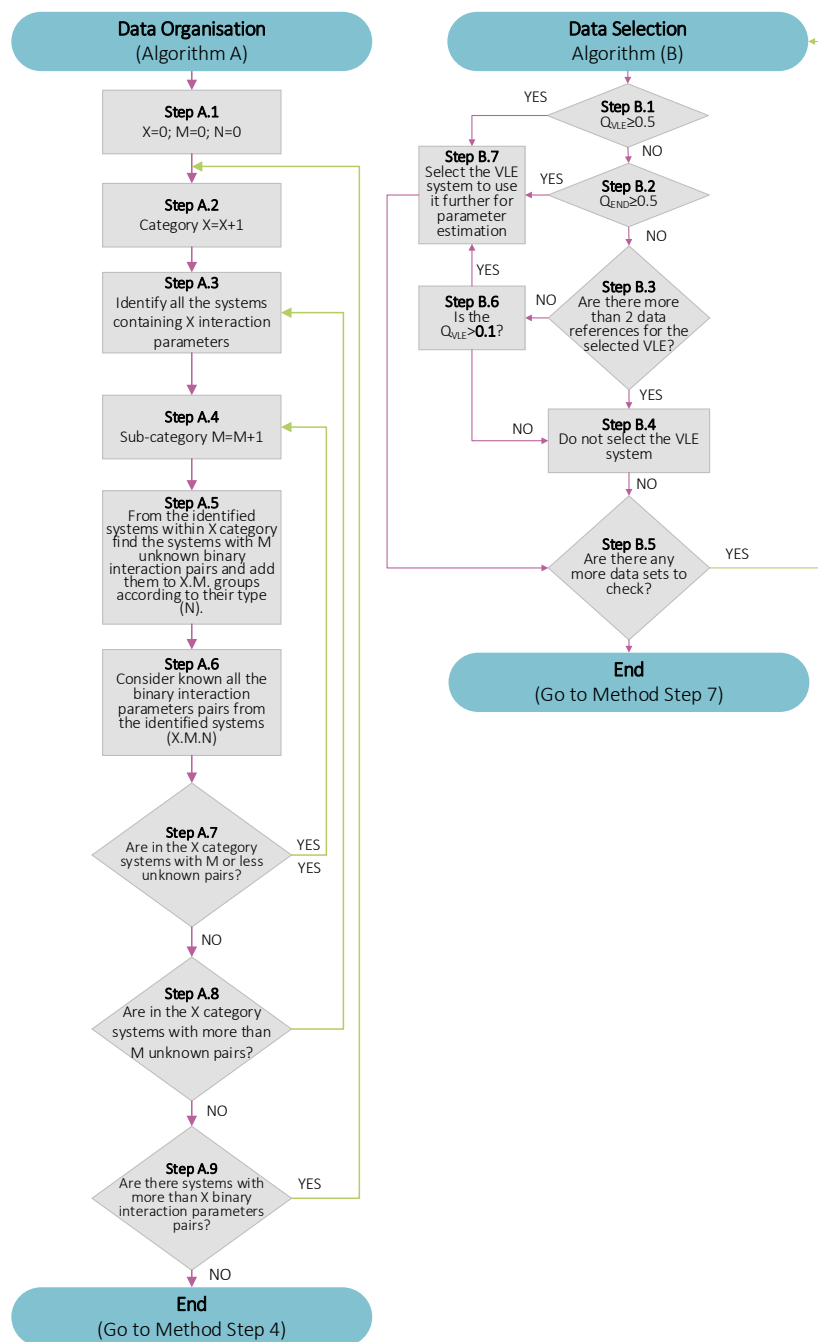 Data Organisation
(Algorithm A)
Step A.1
X=0; M=0; N=0
Step A.2
Category X=X+1
Step A.3
Identify all the systems
containing X interaction
parameters
Step A.4
Sub-category M=M+1
Step A.5
From the identified
systems within X category
find the systems with M
unknown binary
interaction pairs and add
them to X.M. groups
according to their type
(N).
Step A.6
Consider known all the
binary interaction
parameters pairs from
the identified systems
(X.M.N)
Step A.7
Are in the X category
systems with M or less
unknown pairs?
YES
YES
NO
Step A.8
Are in the X category
systems with more than
M unknown pairs?
NO
Step A.9
Are there systems with
more than X binary
interaction parameters
pairs?
YES
NO
End
(Go to Method Step 4)
Data Selection
Algorithm (B)
YES
Step B.1
QVLE≥0.5
NO
Step B.7
Select the VLE
system to use
it further for
parameter
estimation
YES
Step B.2
QEND≥0.5
NO
YES
Step B.3
Are there more
than 2 data
references for the
selected VLE?
NO
Step B.6
Is the
QVLE>0.1?
YES
NO
Step B.4
Do not select the VLE
system
NO
Step B.5
Are there any
more data sets to
check?
YES
End
(Go to Method Step 7)